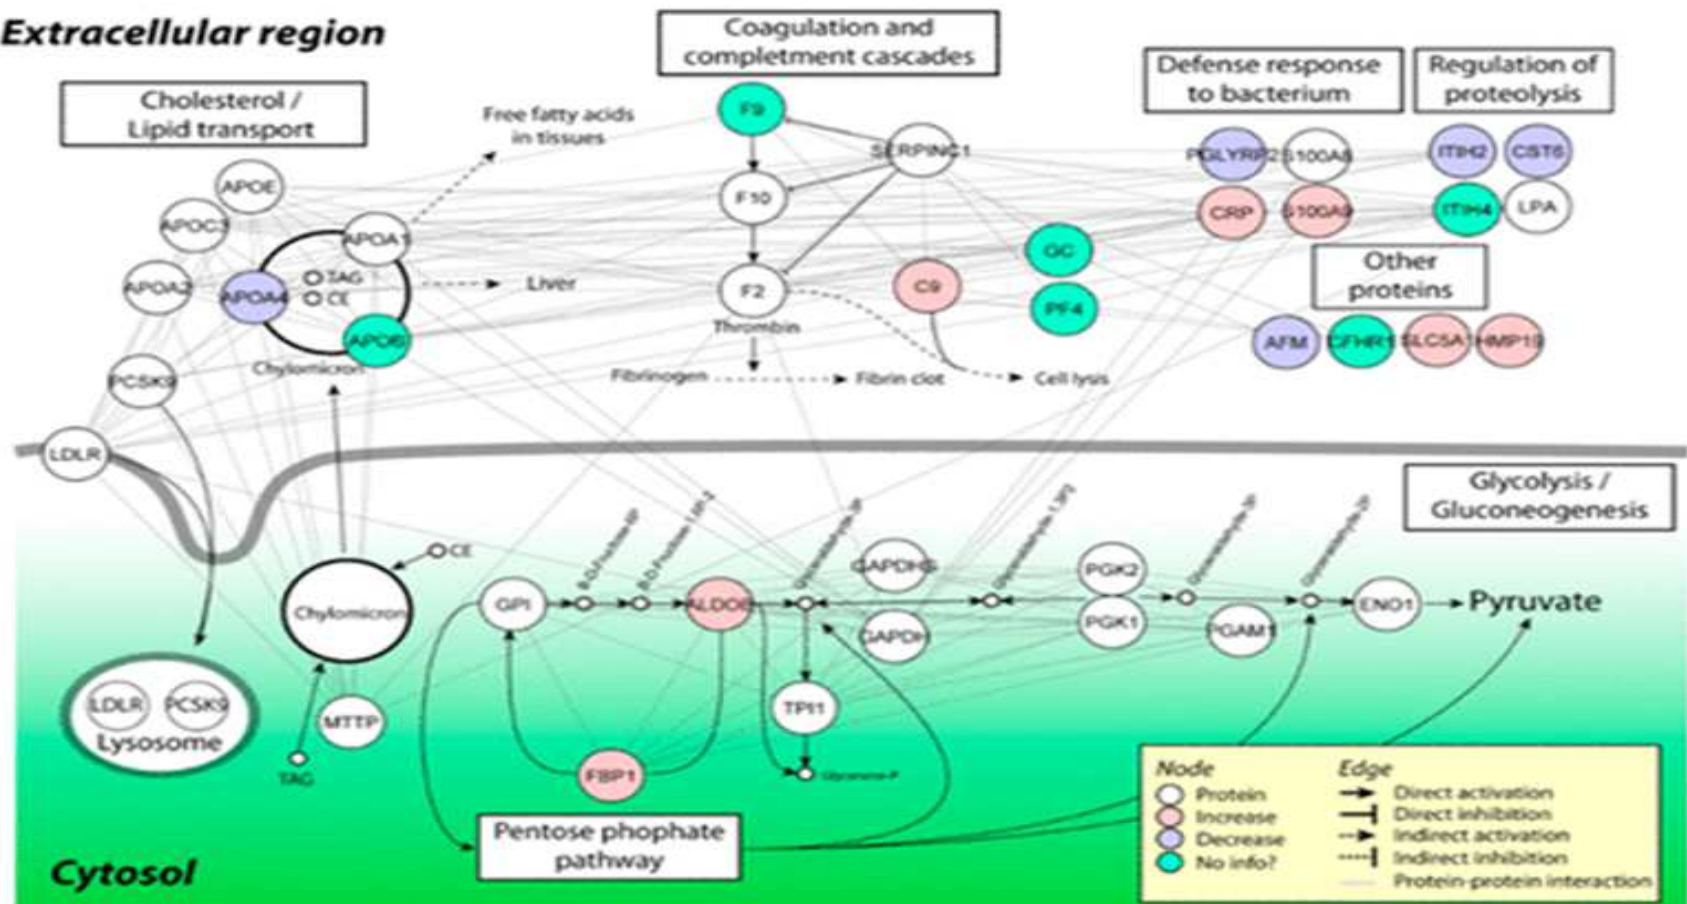 Extracellular region
Coagulation and
completment cascades
Defense response
to bacterium
Regulation of
proteolysis
Cholesterol /
Lipid transport
Free fatty acids
in tissues
F9
SERPINC1
PGLYRP2
S100A8
ITIH2
CST6
APOE
F10
CRP
S100A9
ITIH4
LPA
APOC3
APOA1
GC
Other
proteins
APOA2
APOA4
TAG
CE
Liver
F2
C9
PF4
Thrombin
APOB
AFM
CFHR1
SLC5A1
HMP19
Chylomicron
PCSK9
Fibrinogen
Fibrin clot
Cell lysis
LDLR
Glycolysis /
Gluconeogenesis
CE
GAPDHS
PGK2
Chylomicron
GPI
ALDOB
ENO1
Pyruvate
GAPDH
PGK1
PGAM1
LDLR
PCSK9
Lysosome
MTTP
TPI1
TAG
FBP1
Pentose phophate
pathway
Cytosol
Node
Protein
Increase
Decrease
No info?
Edge
Direct activation
Direct inhibition
Indirect activation
Indirect inhibition
Protein-protein interaction